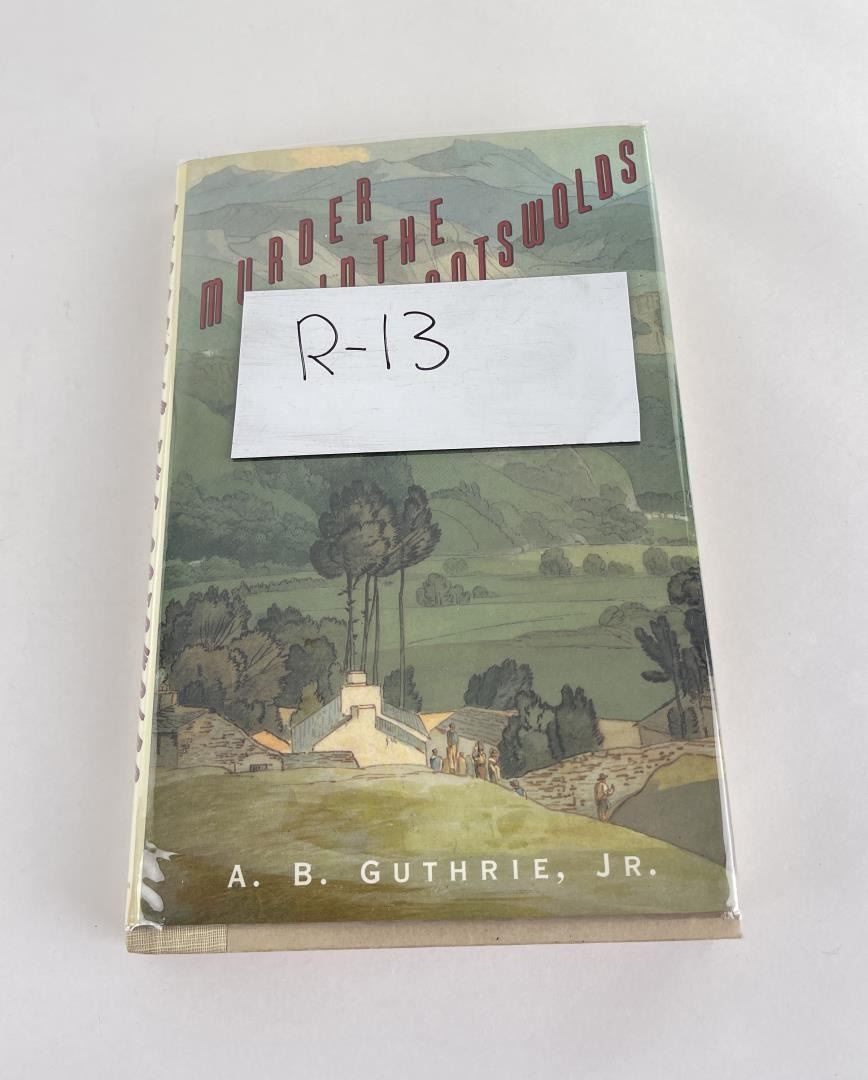 MURDER
IN THE
COTSWOLDS
R-13
A. B. GUTHRIE, JR.